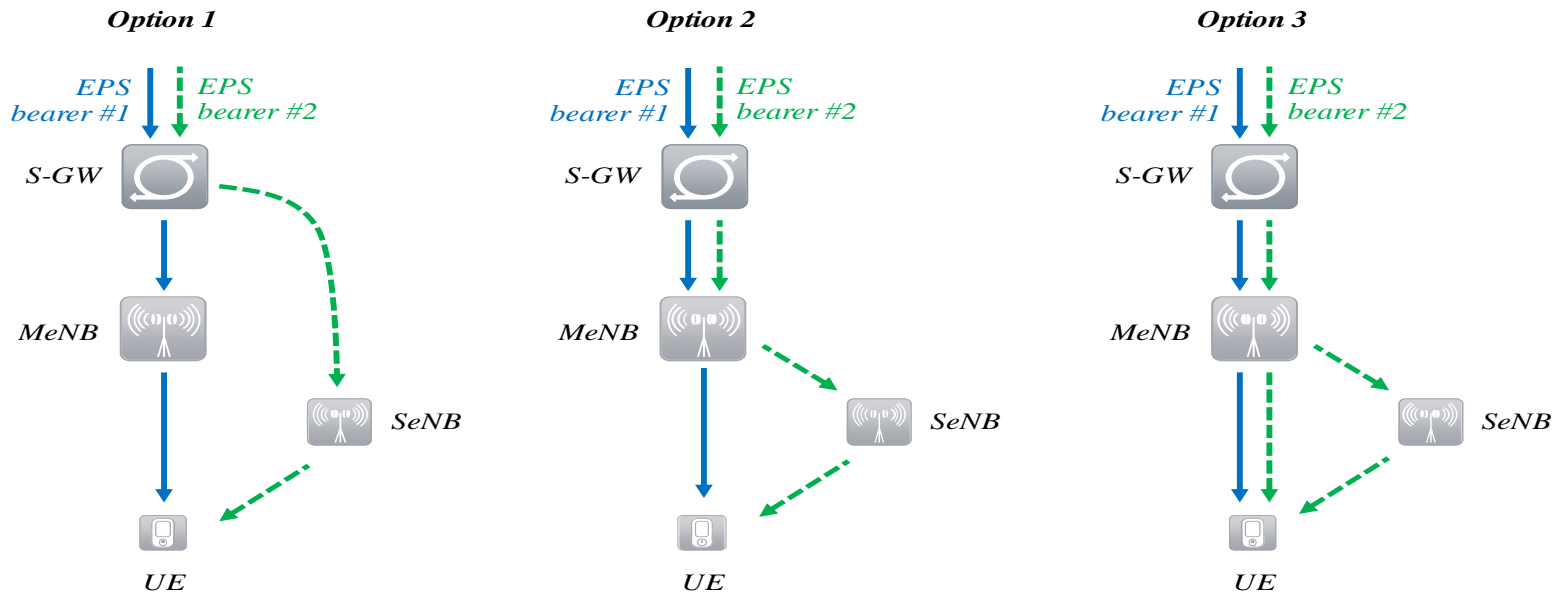 Option 1
EPS
bearer #1
EPS
bearer #2
S-GW
MeNB
SeNB
UE
Option 2
EPS
bearer #1
EPS
bearer #2
S-GW
MeNB
SeNB
UE
Option 3
EPS
bearer #1
EPS
bearer #2
S-GW
MeNB
SeNB
UE